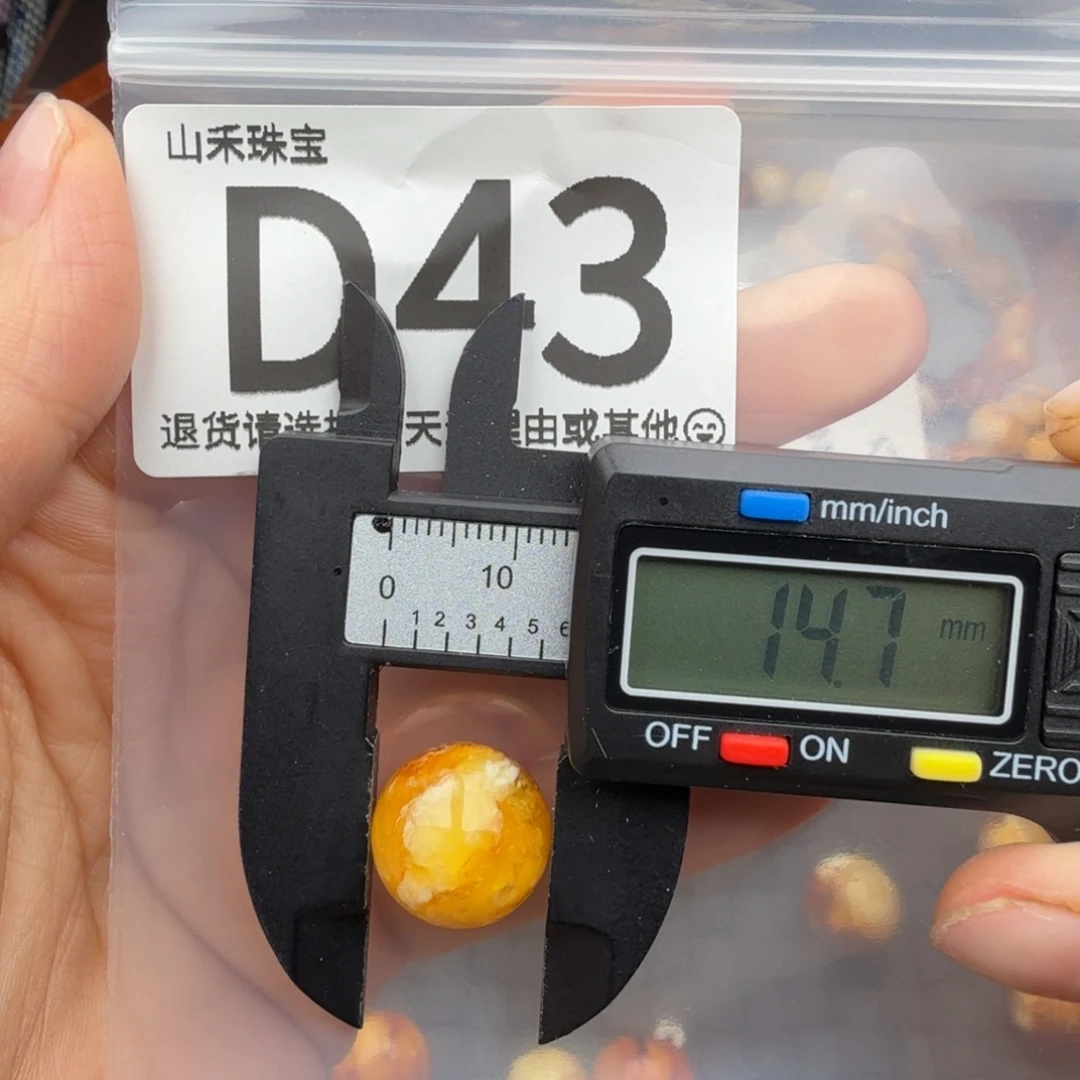 山禾珠宝
D43
退货请选 天 理由或其他
mm/inch
0 10
1 2 3 4 5 6
14.7 mm
OFF ON ZERO